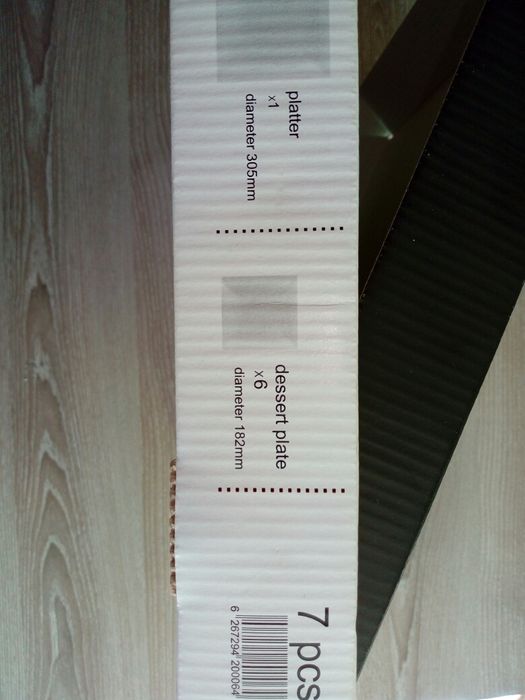 platter
x1
diameter 305mm
dessert plate
x6
diameter 182mm
7 pcs
6 267294 200064